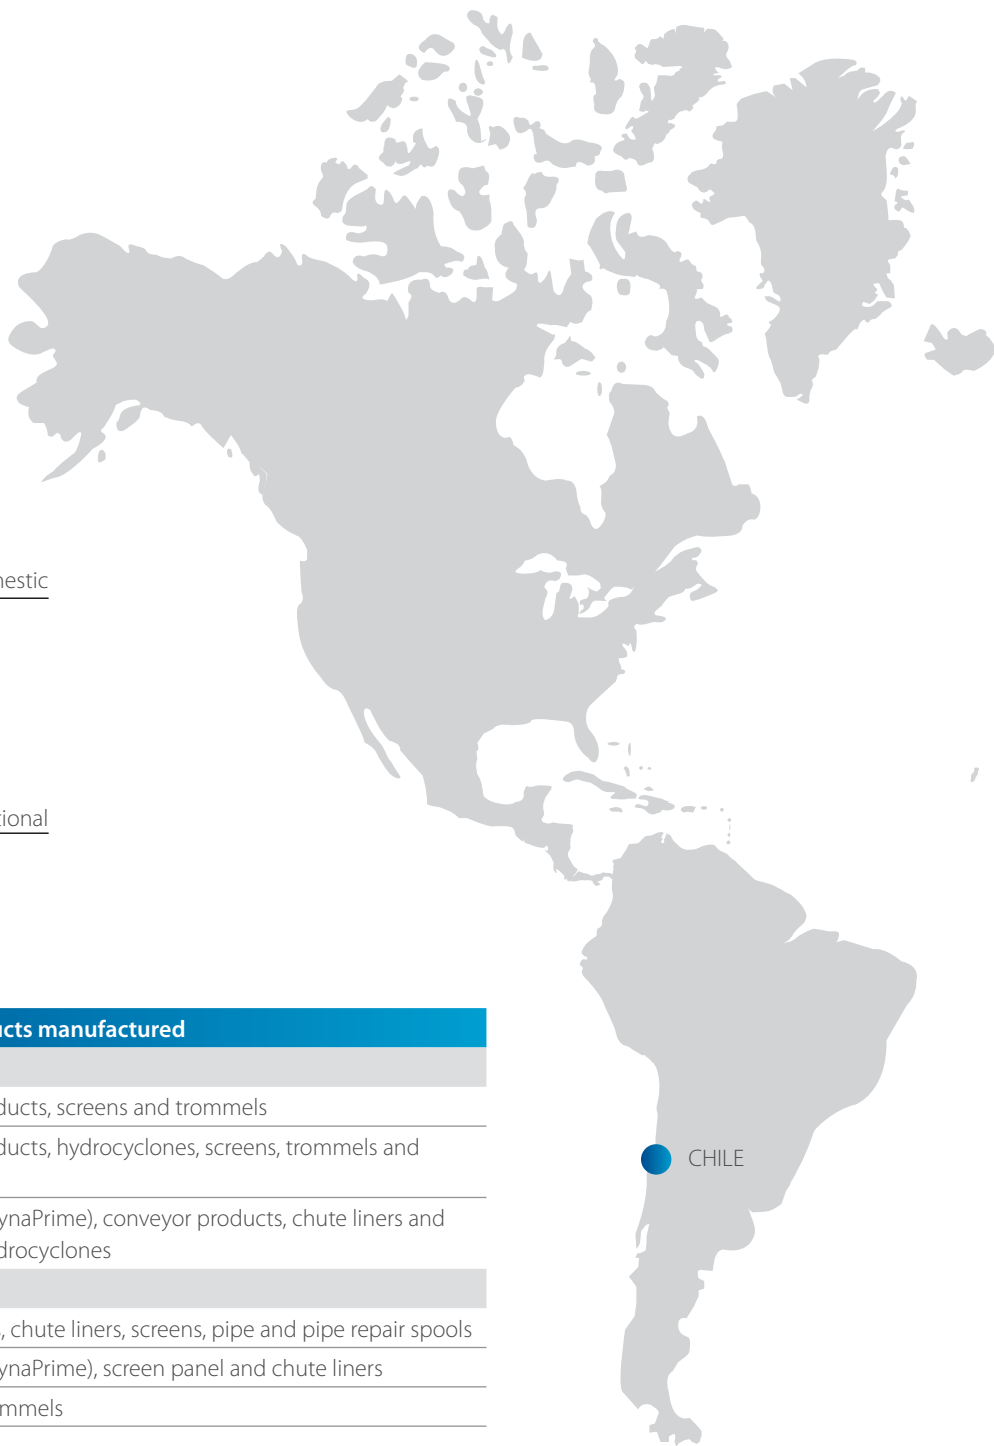 nestic
tional
ucts manufactured
ducts, screens and trommels
ducts, hydrocyclones, screens, trommels and
ynaPrime), conveyor products, chute liners and
drocyclones
, chute liners, screens, pipe and pipe repair spools
ynaPrime), screen panel and chute liners
mmels
CHILE